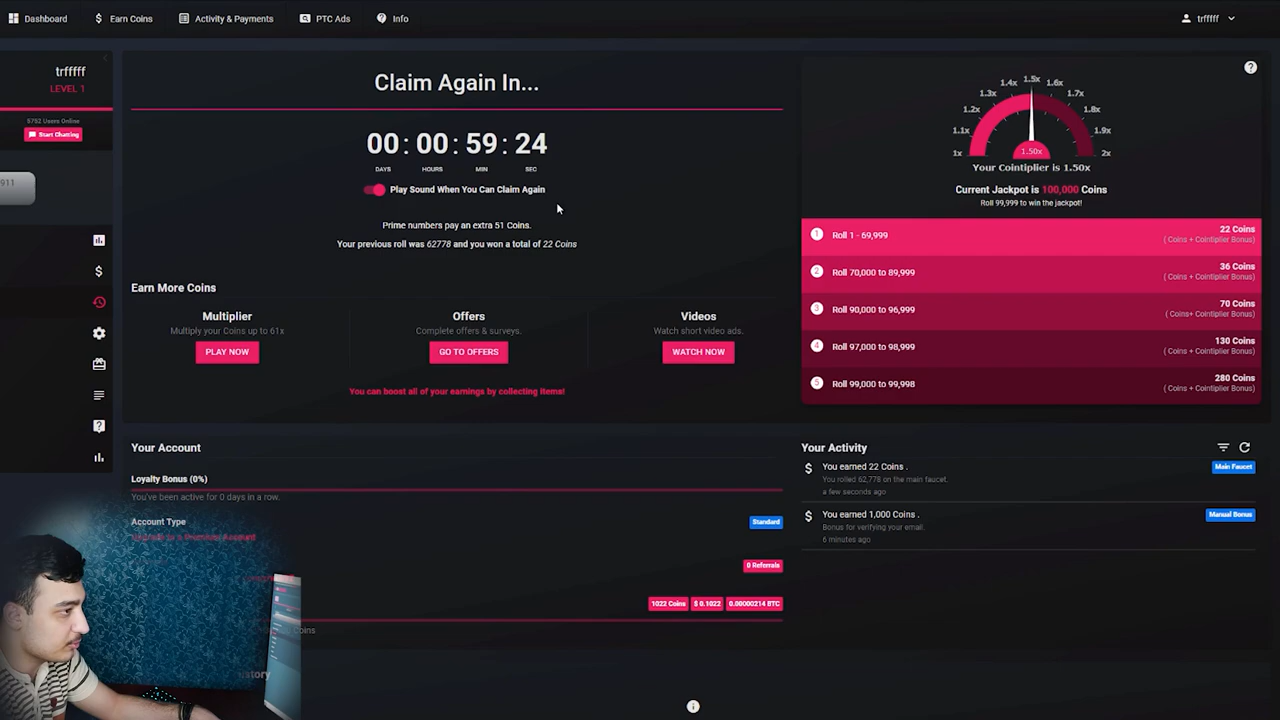 Dashboard
Earn Coins
Activity & Payments
PTC Ads
Info
trfffff
trfffff
LEVEL 1
5752 Users Online
Start Chatting
911
Claim Again In...
00:00:59:24
DAYS HOURS MIN SEC
Play Sound When You Can Claim Again
Prime numbers pay an extra 51 Coins.
Your previous roll was 62778 and you won a total of 22 Coins
Earn More Coins
Multiplier
Multiply your Coins up to 61x
PLAY NOW
Offers
Complete offers & surveys.
GO TO OFFERS
Videos
Watch short video ads.
WATCH NOW
You can boost all of your earnings by collecting items!
1x 1.1x 1.2x 1.3x 1.4x 1.5x 1.6x 1.7x 1.8x 1.9x 2x
1.50x
Your Cointiplier is 1.50x
Current Jackpot is 100,000 Coins
Roll 99,999 to win the jackpot!
1 Roll 1 - 69,999 22 Coins
( Coins + Cointiplier Bonus)
2 Roll 70,000 to 89,999 36 Coins
( Coins + Cointiplier Bonus)
3 Roll 90,000 to 96,999 70 Coins
(Coins+ Cointiplier Bonus)
4 Roll 97,000 to 98,999 130 Coins
( Coins + Cointiplier Bonus)
5 Roll 99,000 to 99,998 280 Coins
( Coins + Cointiplier Bonus)
Your Account
Loyalty Bonus (0%)
You've been active for 0 days in a row.
Account Type
Standard
Account
0 Referrals
1022 Coins $ 0.1022 0.00000214 BTC
Coins
Your Activity
You earned 22 Coins .
Main Faucet
You rolled 62,778 on the main faucet.
a few seconds ago
You earned 1,000 Coins .
Manual Bonus
Bonus for verifying your email.
6 minutes ago